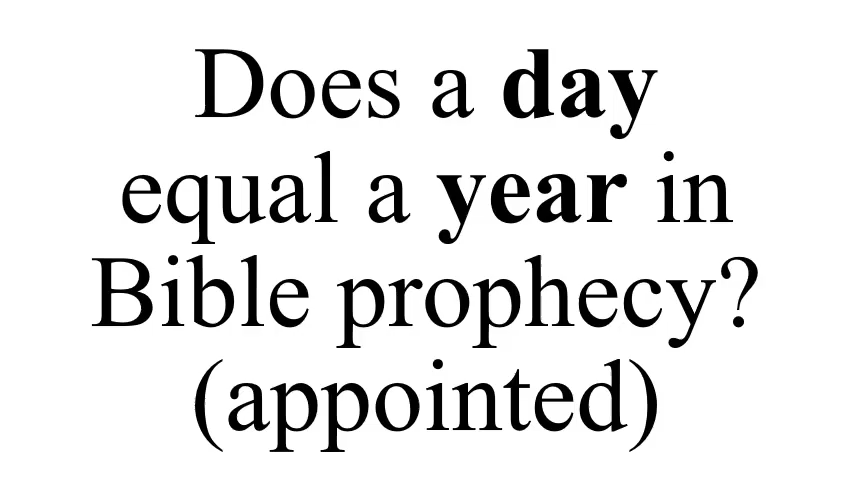 Does a day
equal a year in
Bible prophecy?
(appointed)